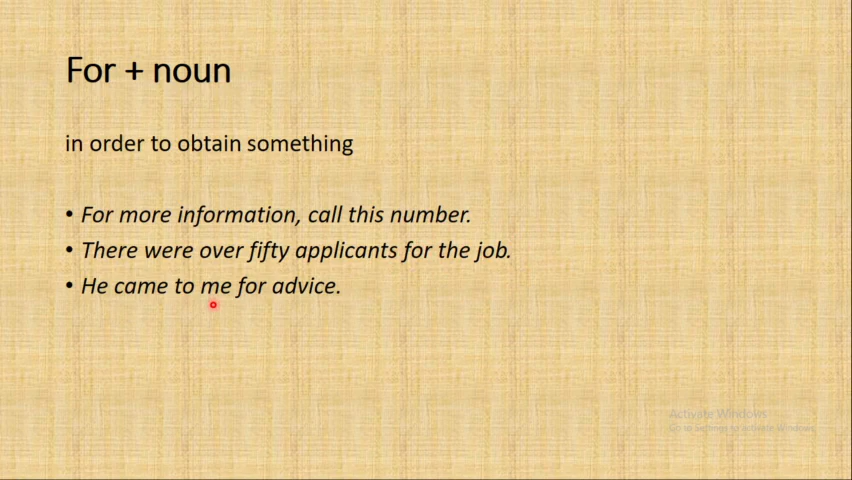 For + noun
in order to obtain something
• For more information, call this number.
• There were over fifty applicants for the job.
• He came to me for advice.
Activate Windows
Go to Settings to activate Windows.